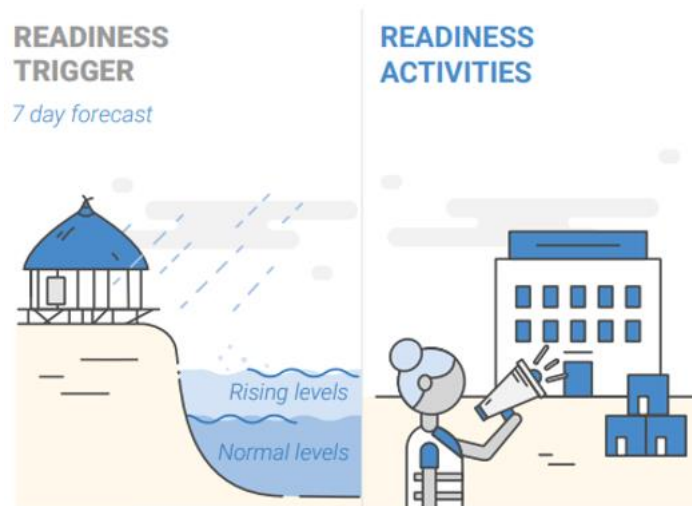 READINESS
TRIGGER
7 day forecast
Rising levels
Normal levels
READINESS
ACTIVITIES